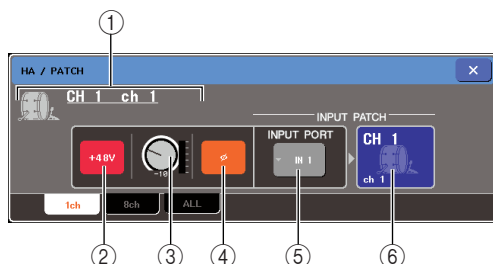 ①
HA / PATCH
×
CH 1 ch 1
INPUT PATCH
INPUT PORT
CH 1
+48V
-10
ø
IN 1
ch 1
1ch
8ch
ALL
② ③ ④ ⑤ ⑥